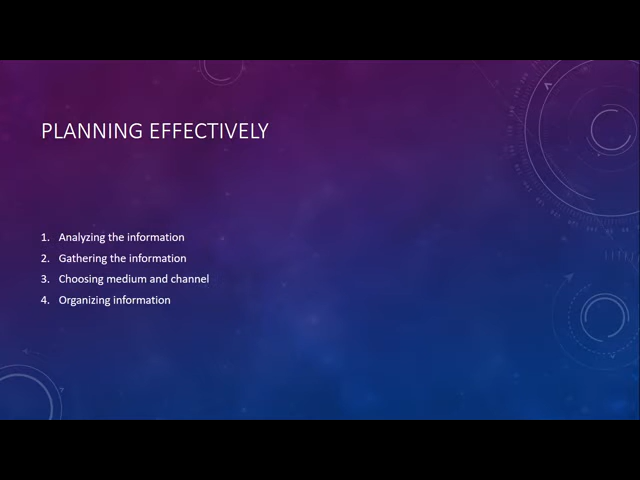 PLANNING EFFECTIVELY
1. Analyzing the information
2. Gathering the information
3. Choosing medium and channel
4. Organizing information